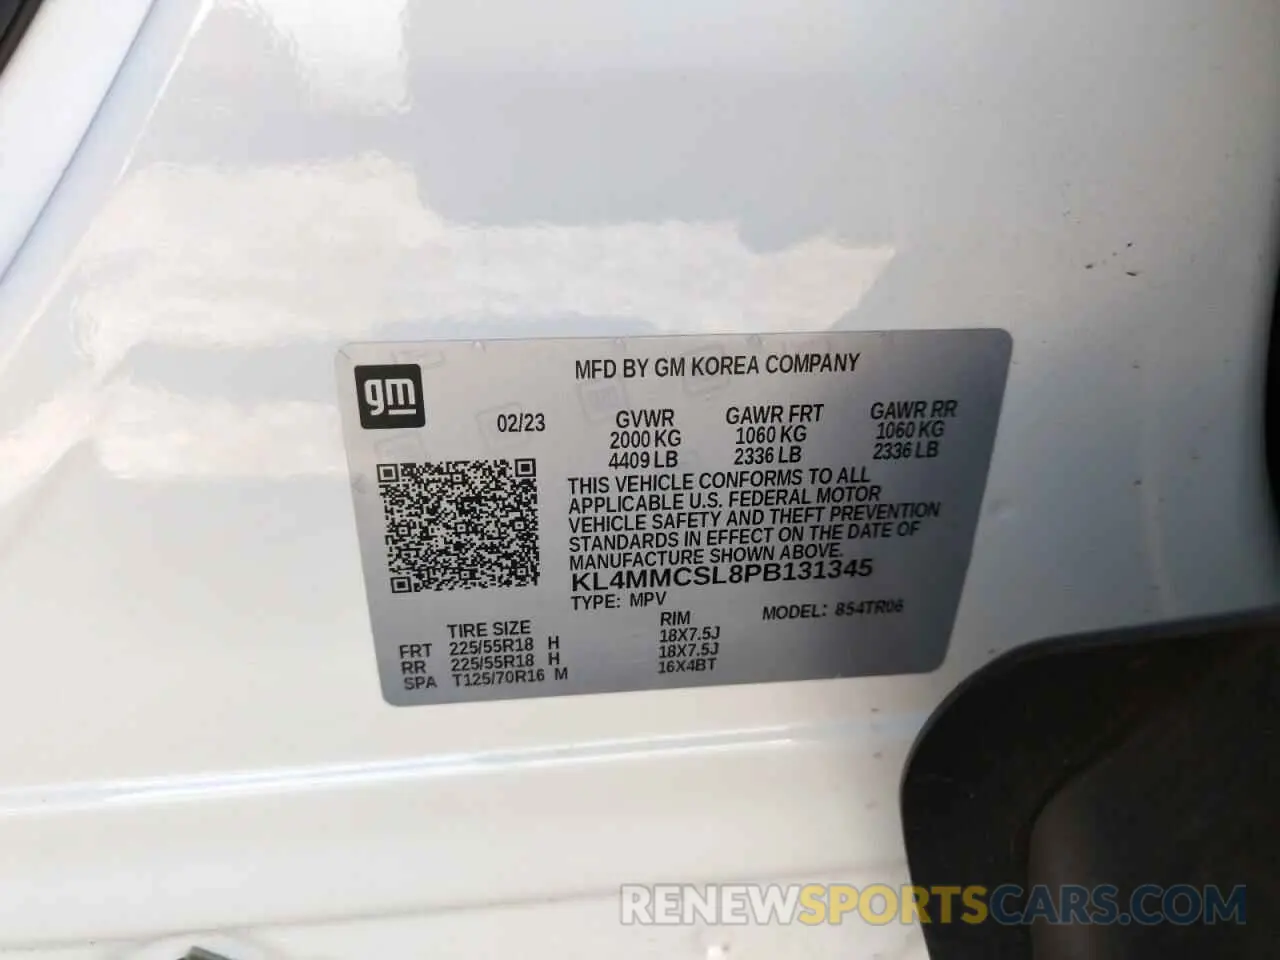 gm
MFD BY GM KOREA COMPANY
02/23
GVWR GAWR FRT GAWR RR
2000 KG 1060 KG 1060 KG
4409 LB 2336 LB 2336 LB
THIS VEHICLE CONFORMS TO ALL
APPLICABLE U.S. FEDERAL MOTOR
VEHICLE SAFETY AND THEFT PREVENTION
STANDARDS IN EFFECT ON THE DATE OF
MANUFACTURE SHOWN ABOVE.
KL4MMCSL8PB131345
TYPE: MPV MODEL: 854TR06
TIRE SIZE RIM
FRT 225/55R18 H 18X7.5J
RR 225/55R18 H 18X7.5J
SPA T125/70R16 M 16X4BT
RENEWSPORTSCARS.COM